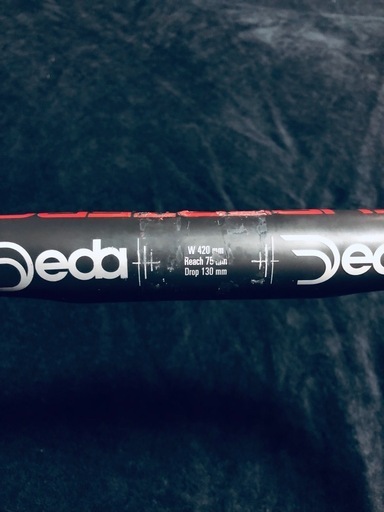 Deda
W 420 mm
Reach 75 mm
Drop 130 mm
Ded